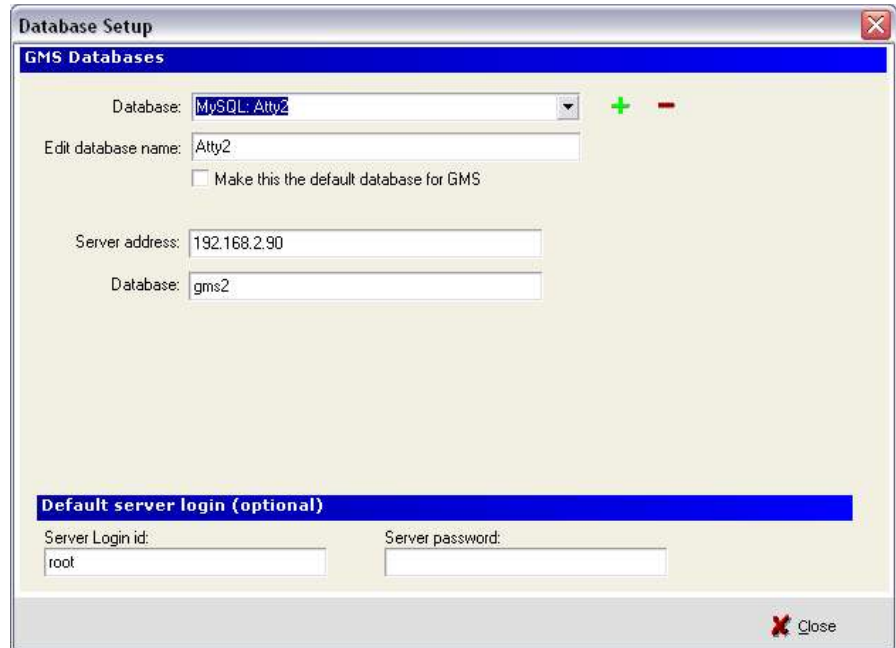 Database Setup
GMS Databases
Database: MySQL: Atty2
Edit database name: Atty2
Make this the default database for GMS
Server address: 192.168.2.90
Database: gms2
Default server login (optional)
Server Login id: Server password:
root
Close